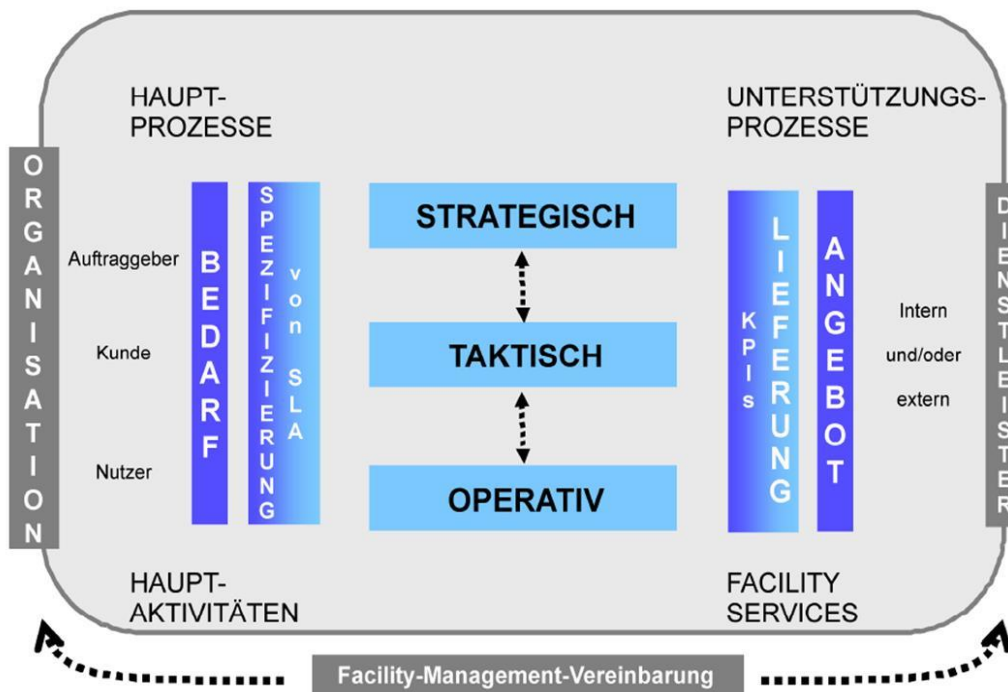 HAUPT-
PROZESSE
UNTERSTÜTZUNGS-
PROZESSE
ORGANISATION
Auftraggeber
Kunde
Nutzer
BEDARF
SPEZIFIZIERUNG
von SLA
STRATEGISCH
TAKTISCH
OPERATIV
KPIs
LIEFERUNG
ANGEBOT
Intern
und/oder
extern
DIENSTLEISTER
HAUPT-
AKTIVITÄTEN
FACILITY
SERVICES
Facility-Management-Vereinbarung